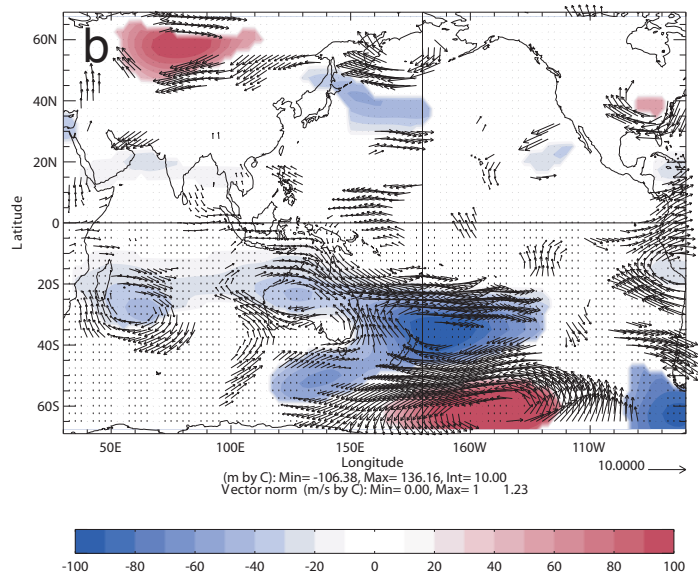 b
60N
40N
20N
0
20S
40S
60S
Latitude
50E 100E 150E 160W 110W
Longitude
10.0000
(m by C): Min= -106.38, Max= 136.16, Int= 10.00
Vector norm (m/s by C): Min= 0.00, Max= 1 1.23
-100 -80 -60 -40 -20 0 20 40 60 80 100